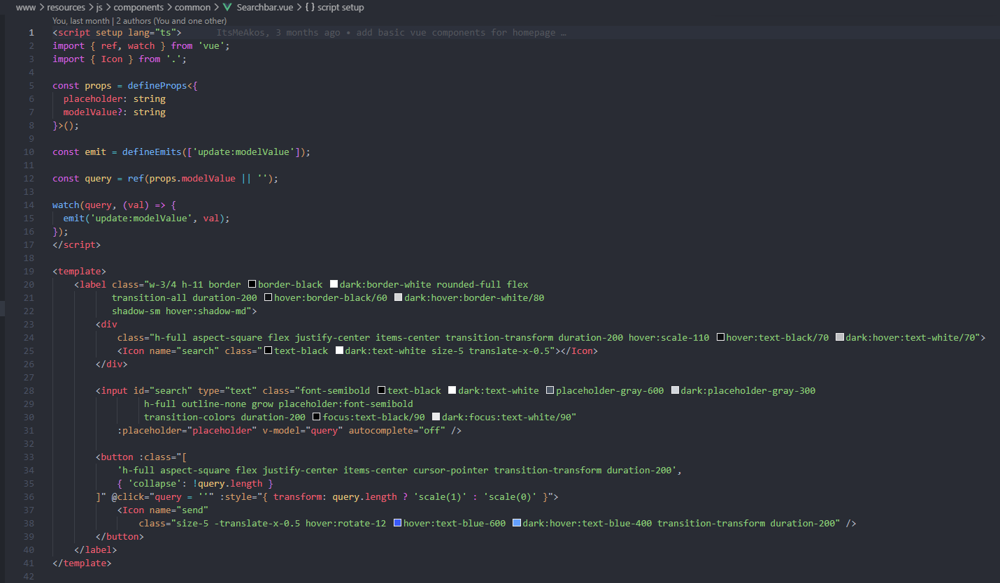 www > resources > js > components > common > Searchbar.vue > { } script setup
You, last month | 2 authors (You and one other)
1 <script setup lang="ts"> ItsMeAkos, 3 months ago • add basic vue components for homepage …
2 import { ref, watch } from 'vue';
3 import { Icon } from '.';
4
5 const props = defineProps<{
6   placeholder: string
7   modelValue?: string
8 }>();
9
10 const emit = defineEmits(['update:modelValue']);
11
12 const query = ref(props.modelValue || '');
13
14 watch(query, (val) => {
15   emit('update:modelValue', val);
16 });
17 </script>
18
19 <template>
20     <label class="w-3/4 h-11 border border-black dark:border-white rounded-full flex
21            transition-all duration-200 hover:border-black/60 dark:hover:border-white/80
22            shadow-sm hover:shadow-md">
23         <div
24             class="h-full aspect-square flex justify-center items-center transition-transform duration-200 hover:scale-110 hover:text-black/70 dark:hover:text-white/70">
25             <Icon name="search" class="text-black dark:text-white size-5 translate-x-0.5"></Icon>
26         </div>
27
28         <input id="search" type="text" class="font-semibold text-black dark:text-white placeholder-gray-600 dark:placeholder-gray-300
29                  h-full outline-none grow placeholder:font-semibold
30                  transition-colors duration-200 focus:text-black/90 dark:focus:text-white/90"
31             :placeholder="placeholder" v-model="query" autocomplete="off" />
32
33         <button :class="[
34             'h-full aspect-square flex justify-center items-center cursor-pointer transition-transform duration-200',
35             { 'collapse': !query.length }
36         ]" @click="query = ''" :style="{ transform: query.length ? 'scale(1)' : 'scale(0)' }">
37             <Icon name="send"
38                 class="size-5 -translate-x-0.5 hover:rotate-12 hover:text-blue-600 dark:hover:text-blue-400 transition-transform duration-200" />
39         </button>
40     </label>
41 </template>
42